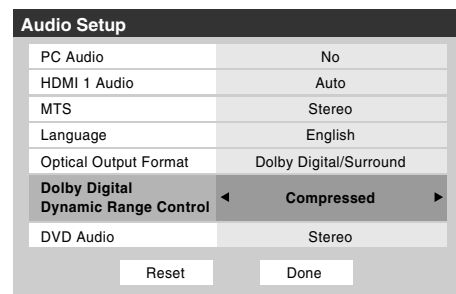 Audio Setup
PC Audio No
HDMI 1 Audio Auto
MTS Stereo
Language English
Optical Output Format Dolby Digital/Surround
Dolby Digital
Dynamic Range Control ◀ Compressed ▶
DVD Audio Stereo
Reset Done